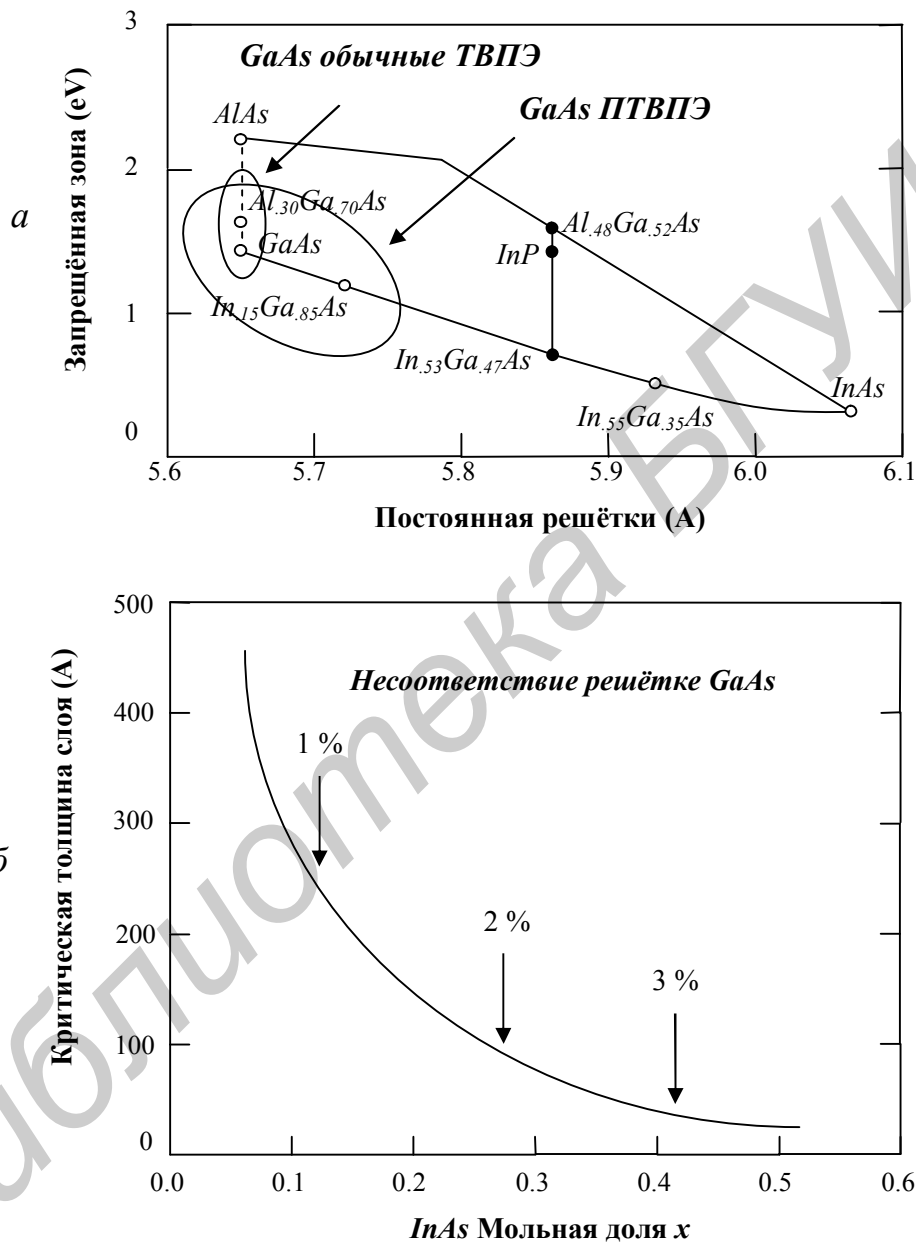 3
GaAs обычные ТВПЭ
AlAs
GaAs ПТВПЭ
2
а
Al.30Ga.70As
GaAs
Al.48Ga.52As
InP
1
In.15Ga.85As
In.53Ga.47As
InAs
In.55Ga.35As
0
Запрещённая зона (eV)
5.6 5.7 5.8 5.9 6.0 6.1
Постоянная решётки (А)
500
Несоответствие решётке GaAs
400
1 %
300
б
200
2 %
3 %
100
0
Критическая толщина слоя (А)
0.0 0.1 0.2 0.3 0.4 0.5 0.6
InAs Мольная доля x
иблиотека БГУИ